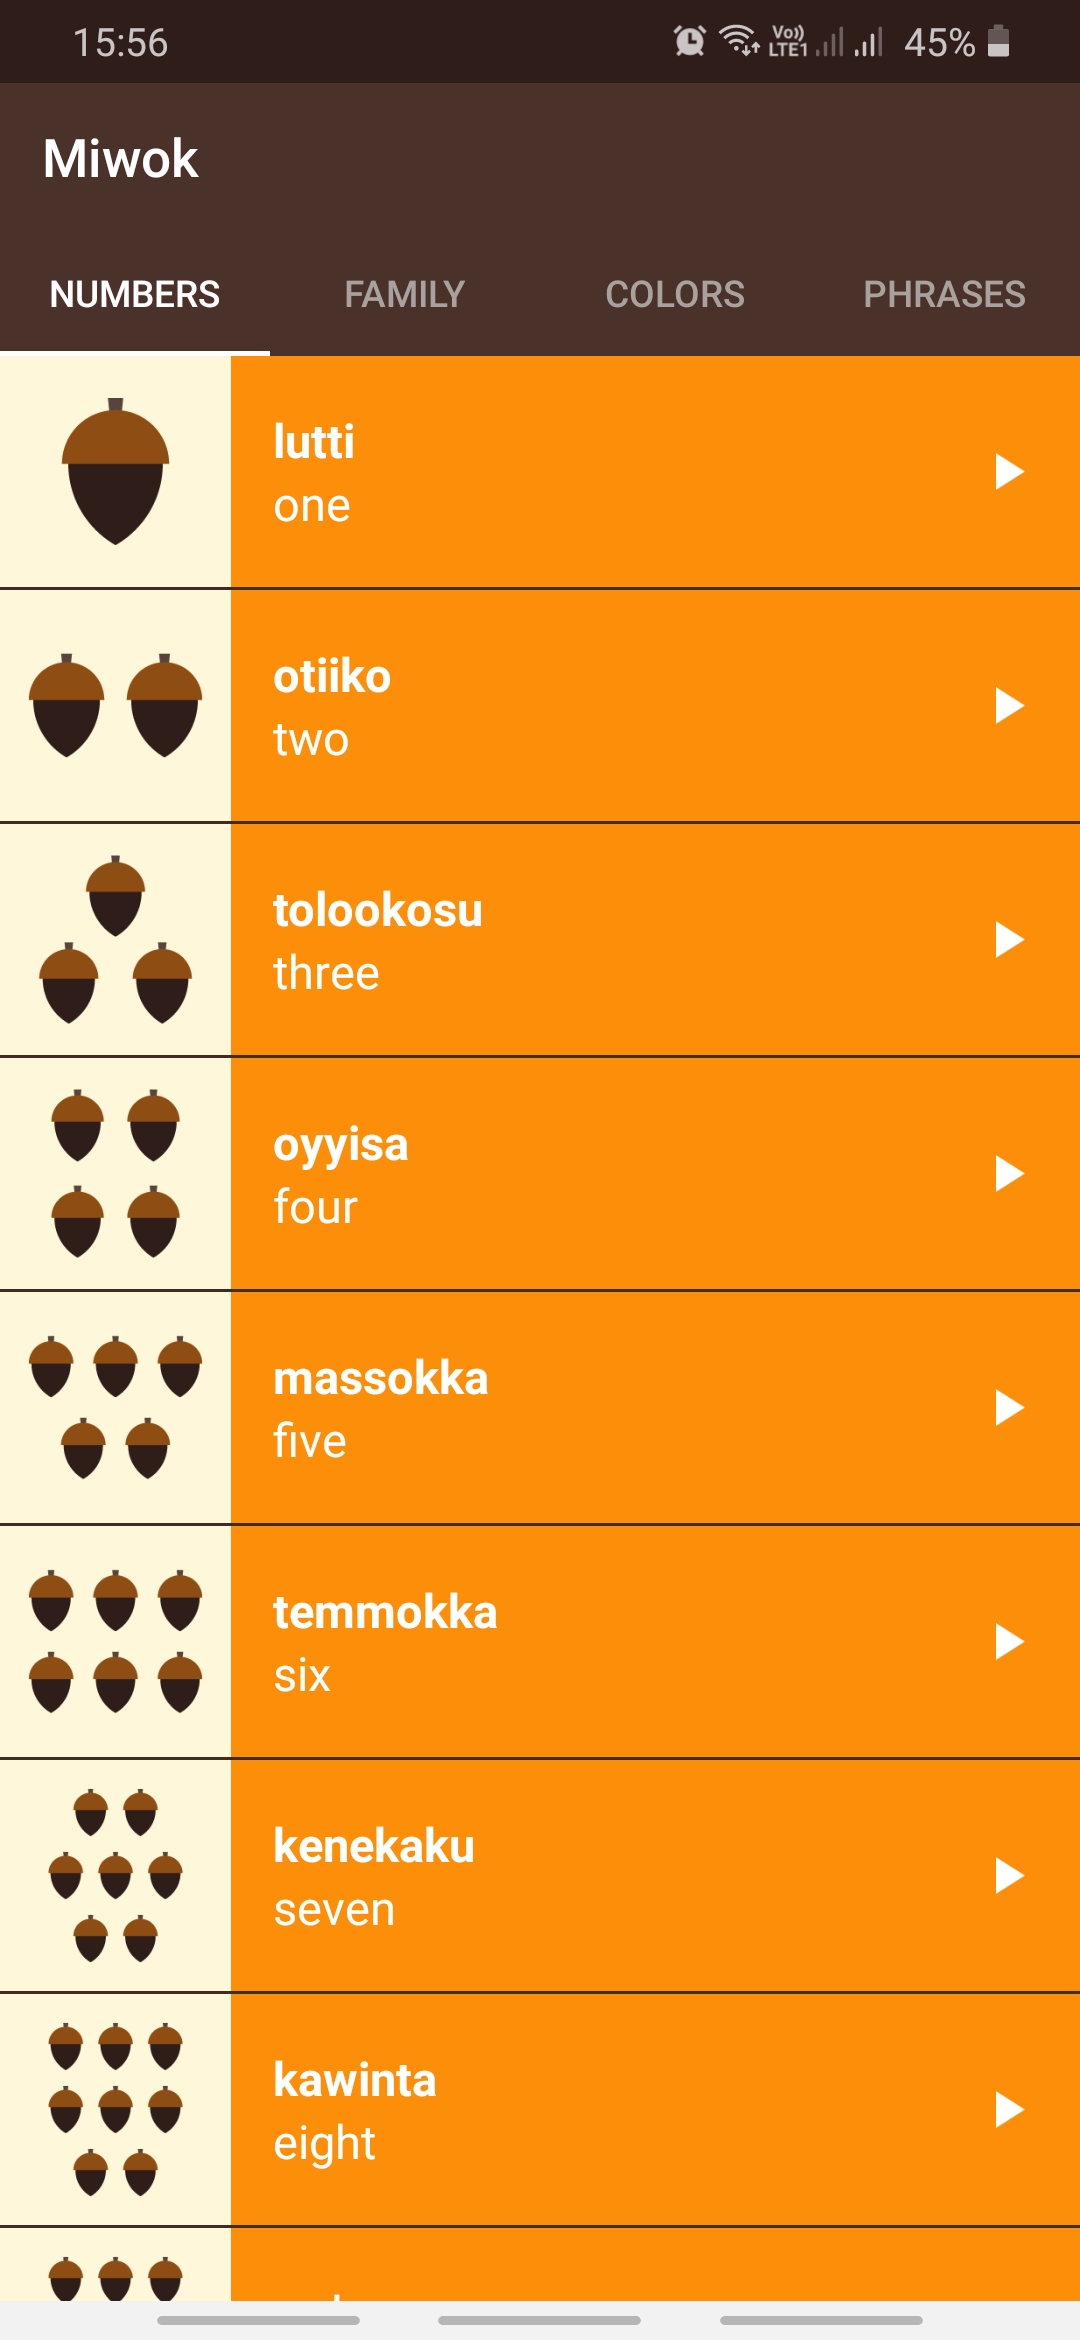 15:56
Vo)) LTE1
45%
Miwok
NUMBERS FAMILY COLORS PHRASES
lutti
one
otiiko
two
tolookosu
three
oyyisa
four
massokka
five
temmokka
six
kenekaku
seven
kawinta
eight